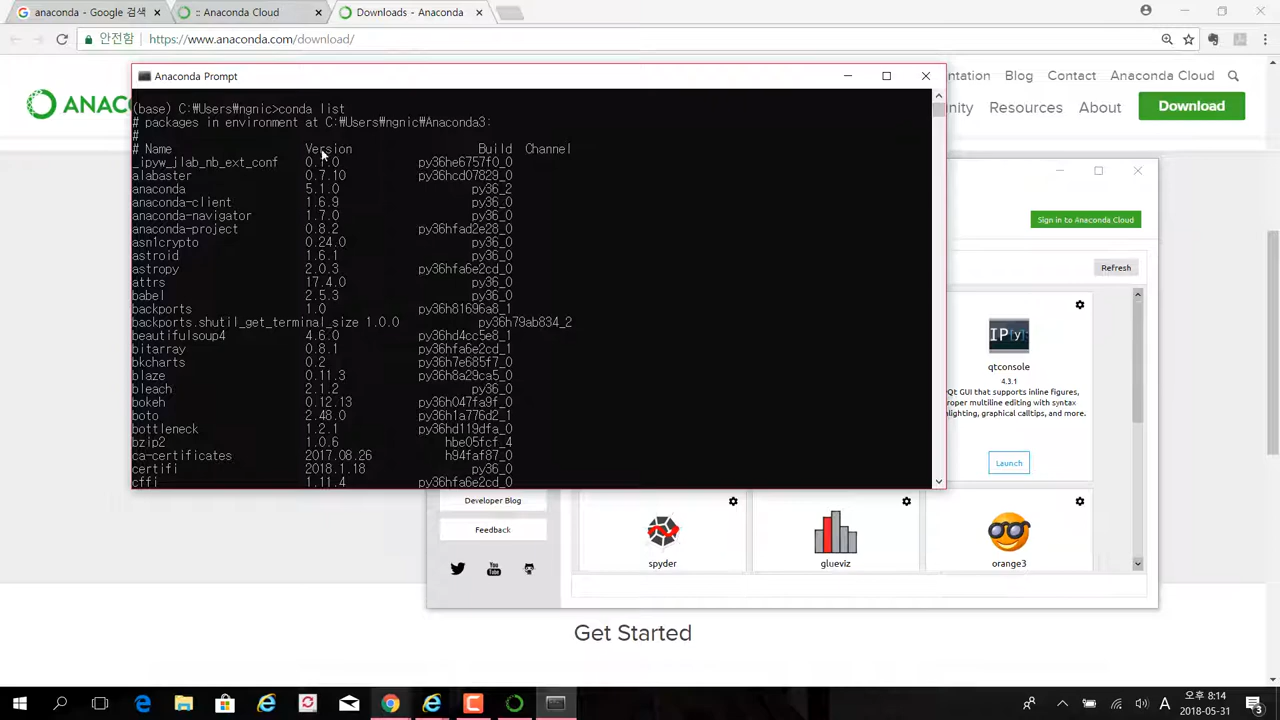 anaconda - Google 검색
:: Anaconda Cloud
Downloads - Anaconda
안전함
https://www.anaconda.com/download/
Anaconda Prompt
entation
Blog
Contact
Anaconda Cloud
ANAC
nity
Resources
About
Download
(base) C:₩Users₩ngnic>conda list
# packages in environment at C:₩Users₩ngnic₩Anaconda3:
#
# Name Version Build Channel
_ipyw_jlab_nb_ext_conf 0.1.0 py36he6757f0_0
alabaster 0.7.10 py36hcd07829_0
anaconda 5.1.0 py36_2
anaconda-client 1.6.9 py36_0
anaconda-navigator 1.7.0 py36_0
anaconda-project 0.8.2 py36hfad2e28_0
asn1crypto 0.24.0 py36_0
astroid 1.6.1 py36_0
astropy 2.0.3 py36hfa6e2cd_0
attrs 17.4.0 py36_0
babel 2.5.3 py36_0
backports 1.0 py36h81696a8_1
backports.shutil_get_terminal_size 1.0.0 py36h79ab834_2
beautifulsoup4 4.6.0 py36hd4cc5e8_1
bitarray 0.8.1 py36hfa6e2cd_1
bkcharts 0.2 py36h7e685f7_0
blaze 0.11.3 py36h8a29ca5_0
bleach 2.1.2 py36_0
bokeh 0.12.13 py36h047fa9f_0
boto 2.48.0 py36h1a776d2_1
bottleneck 1.2.1 py36hd119dfa_0
bzip2 1.0.6 hbe05fcf_4
ca-certificates 2017.08.26 h94faf87_0
certifi 2018.1.18 py36_0
cffi 1.11.4 py36hfa6e2cd_0
Sign in to Anaconda Cloud
Refresh
IP[y]:
qtconsole
4.3.1
Qt GUI that supports inline figures,
roper multiline editing with syntax
lighting, graphical calltips, and more.
Launch
Developer Blog
Feedback
You
Tube
spyder
glueviz
orange3
Get Started
A
오후 8:14
2018-05-31
3